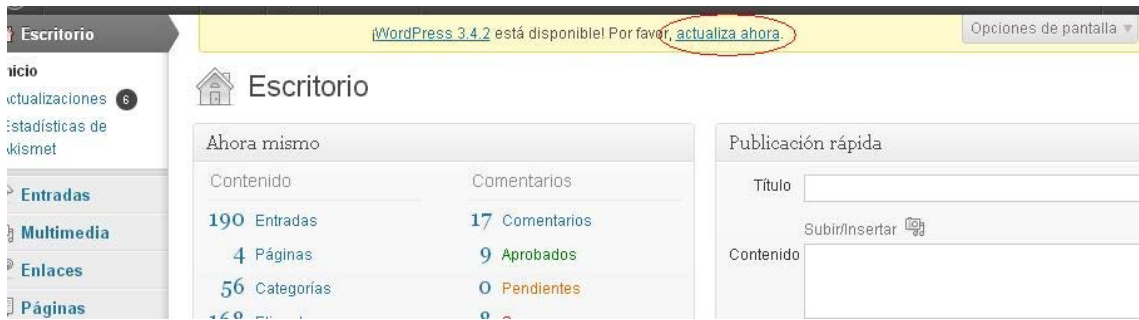 Escritorio
¡WordPress 3.4.2 está disponible! Por favor, actualiza ahora.
Opciones de pantalla
Inicio
Actualizaciones 6
Estadísticas de
Akismet
Entradas
Multimedia
Enlaces
Páginas
Escritorio
Ahora mismo
Contenido
Comentarios
190 Entradas
17 Comentarios
4 Páginas
9 Aprobados
56 Categorías
0 Pendientes
168
8
Publicación rápida
Título
Subir/Insertar
Contenido